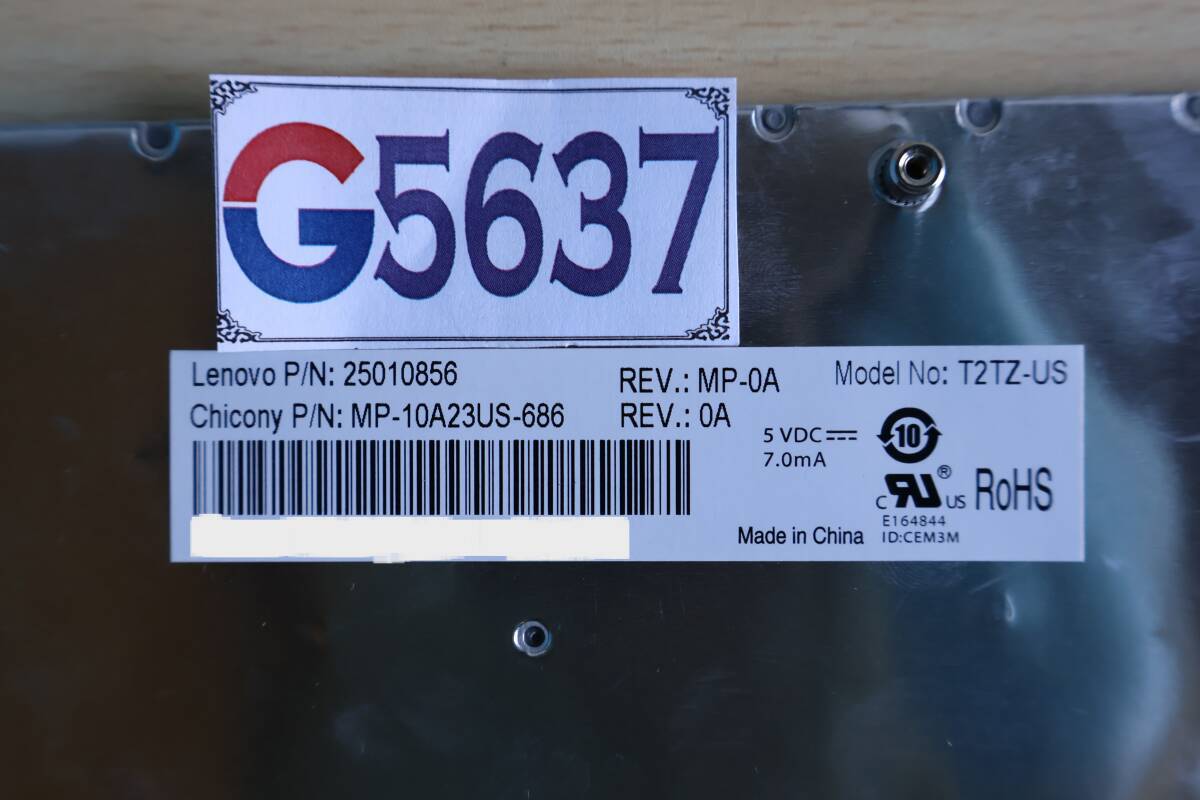 G5637
Lenovo P/N: 25010856 REV.: MP-0A Model No: T2TZ-US
Chicony P/N: MP-10A23US-686 REV.: 0A
5 VDC⎓
7.0mA
10
C RU® US RoHS
E164844
Made in China ID:CEM3M